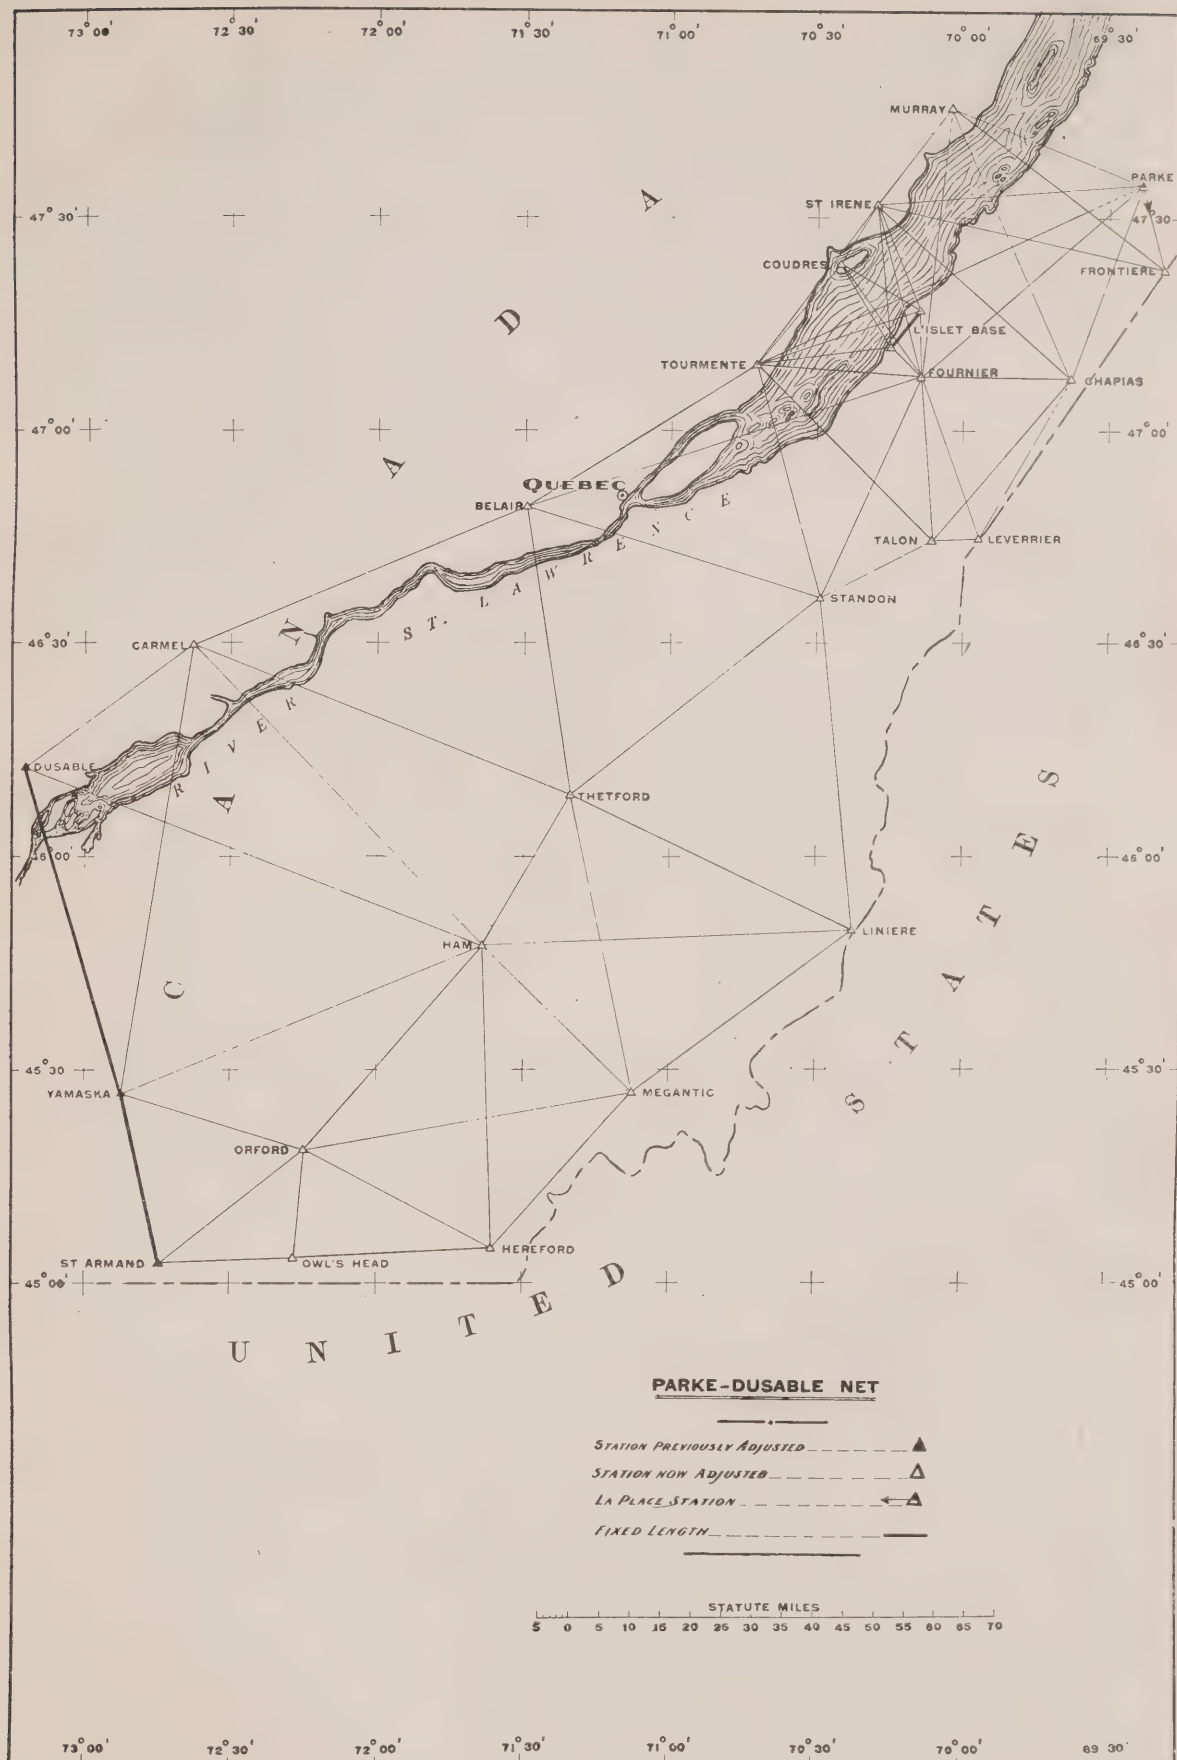 73°00' 72°30' 72°00' 71°30' 71°00' 70°30' 70°00' 69°30'
MURRAY
PARKE
ST IRENE
47°30' 47°30'
COUDRES
FRONTIERE
L'ISLET BASE
TOURMENTE
FOURNIER
CHAPIAS
47°00' 47°00'
QUEBEC
BELAIR
TALON
LEVERRIER
STANDON
CARMEL
46°30' 46°30'
RIVER ST. LAWRENCE
DUSABLE
THETFORD
CANADA
46°00' 46°00'
LINIERE
HAM
45°30' 45°30'
YAMASKA
MEGANTIC
ORFORD
HEREFORD
ST ARMAND
OWL'S HEAD
45°00' 45°00'
UNITED STATES
PARKE-DUSABLE NET
STATION PREVIOUSLY ADJUSTED
STATION NOW ADJUSTED
LA PLACE STATION
FIXED LENGTH
STATUTE MILES
5 0 5 10 15 20 25 30 35 40 45 50 55 60 65 70
73°00' 72°30' 72°00' 71°30' 71°00' 70°30' 70°00' 69°30'